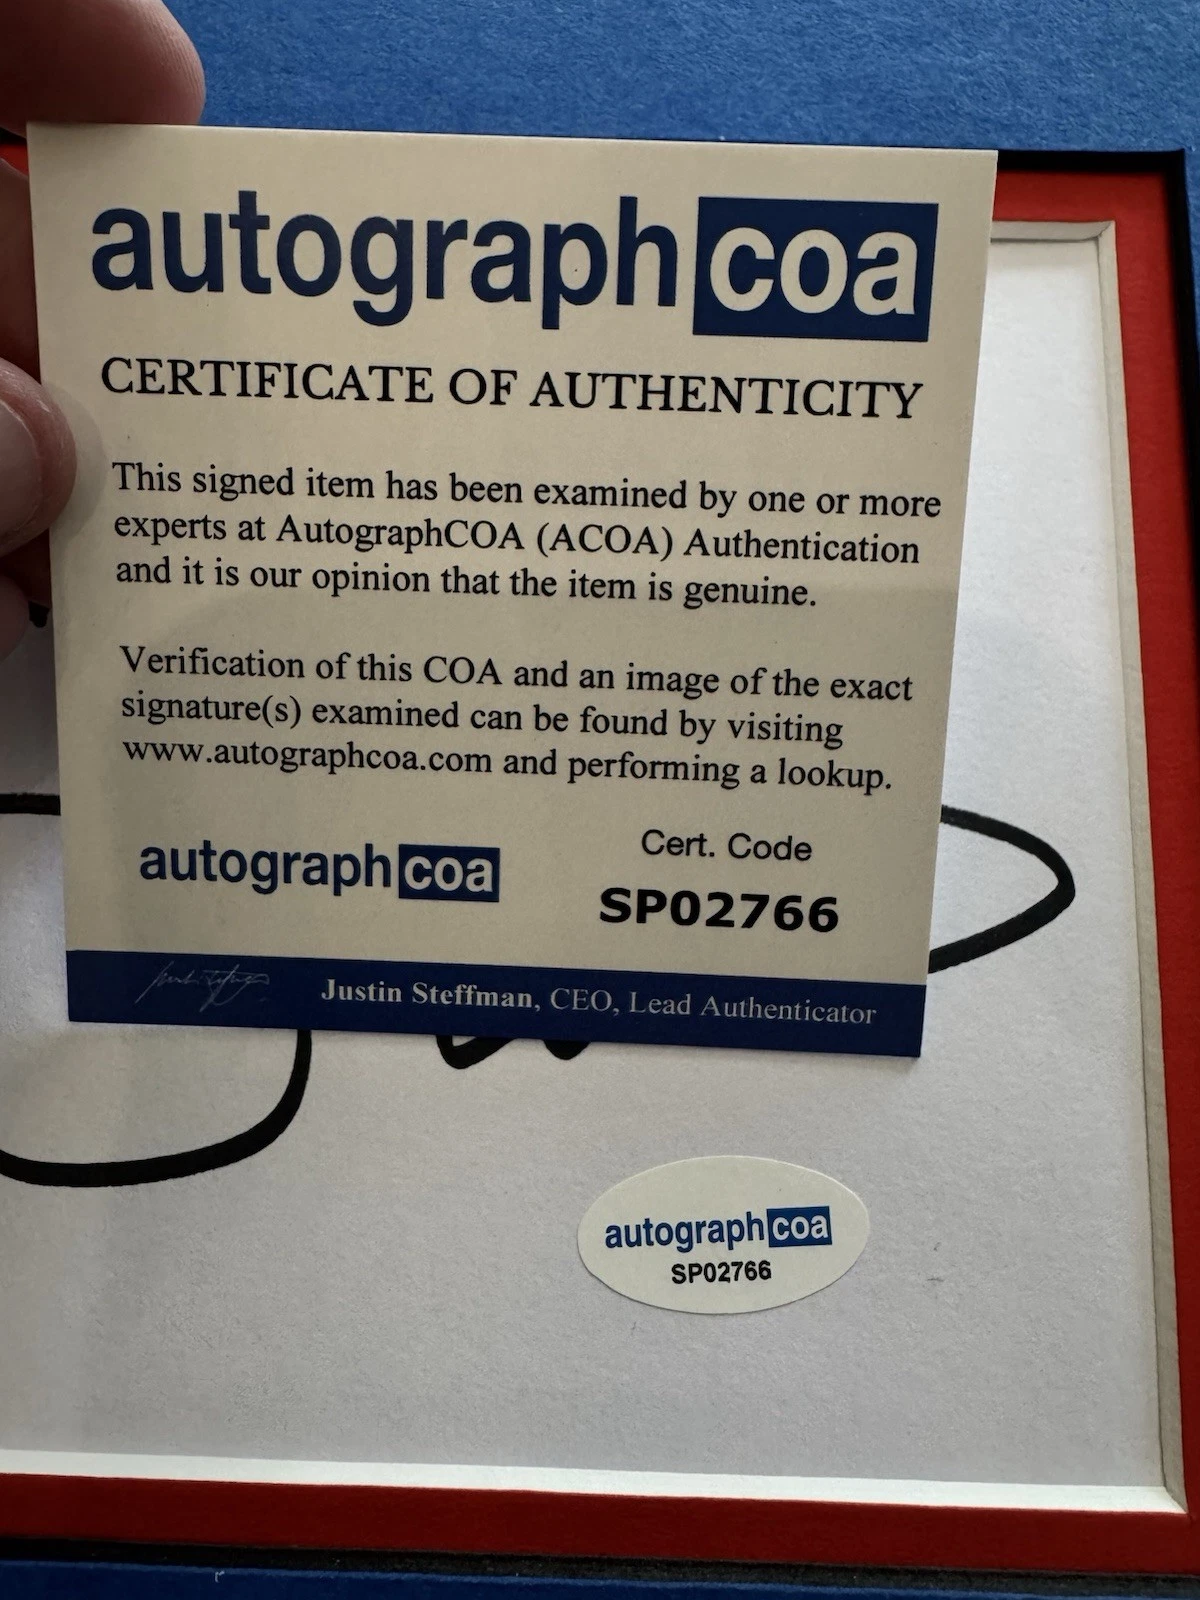 autographcoa
CERTIFICATE OF AUTHENTICITY
This signed item has been examined by one or more
experts at AutographCOA (ACOA) Authentication
and it is our opinion that the item is genuine.
Verification of this COA and an image of the exact
signature(s) examined can be found by visiting
www.autographcoa.com and performing a lookup.
autographcoa
Cert. Code
SP02766
Justin Steffman, CEO, Lead Authenticator
autographcoa
SP02766